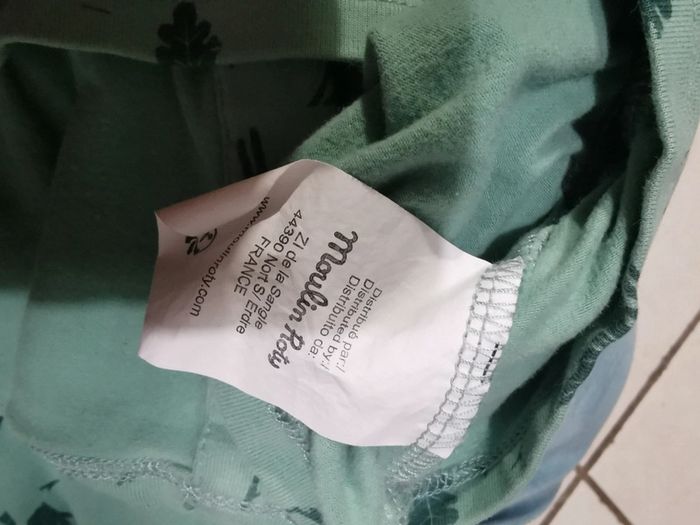 Distribué par:/
Distributed by:/
Distribuito da:
Moulin Roty
ZI de la Sangle
44390 Nort S/ Erdre
FRANCE
www.moulinroty.com